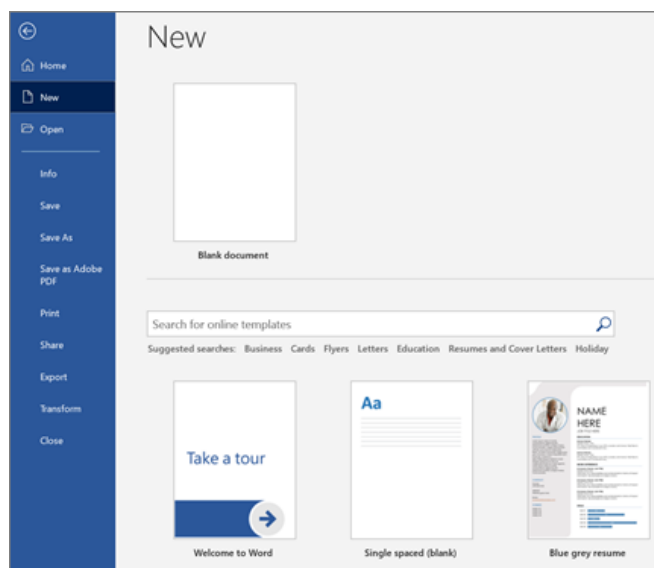 New
Home
New
Open
Info
Save
Save As
Save as Adobe
PDF
Print
Share
Export
Transform
Close
Blank document
Search for online templates
Suggested searches: Business Cards Flyers Letters Education Resumes and Cover Letters Holiday
Take a tour
Welcome to Word
Aa
Single spaced (blank)
NAME
HERE
Blue grey resume